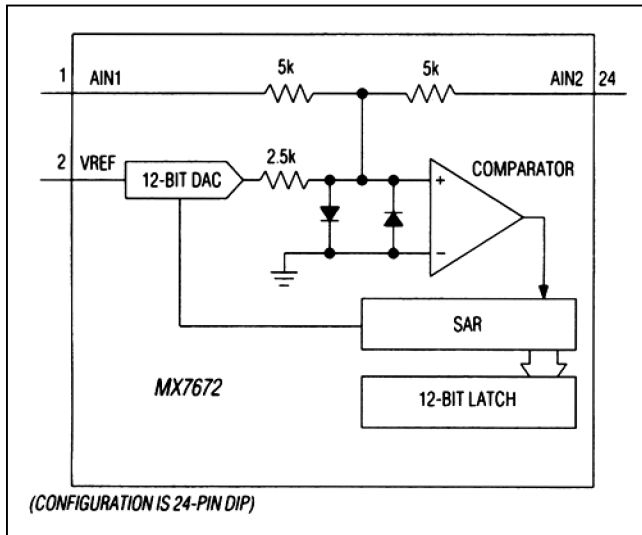 1 AIN1 5k 5k AIN2 24
2 VREF 12-BIT DAC 2.5k COMPARATOR
+
−
SAR
MX7672
12-BIT LATCH
(CONFIGURATION IS 24-PIN DIP)